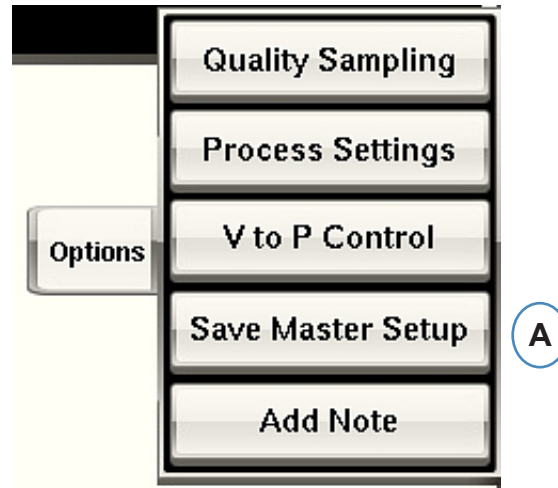 Quality Sampling
Process Settings
Options
V to P Control
Save Master Setup
A
Add Note